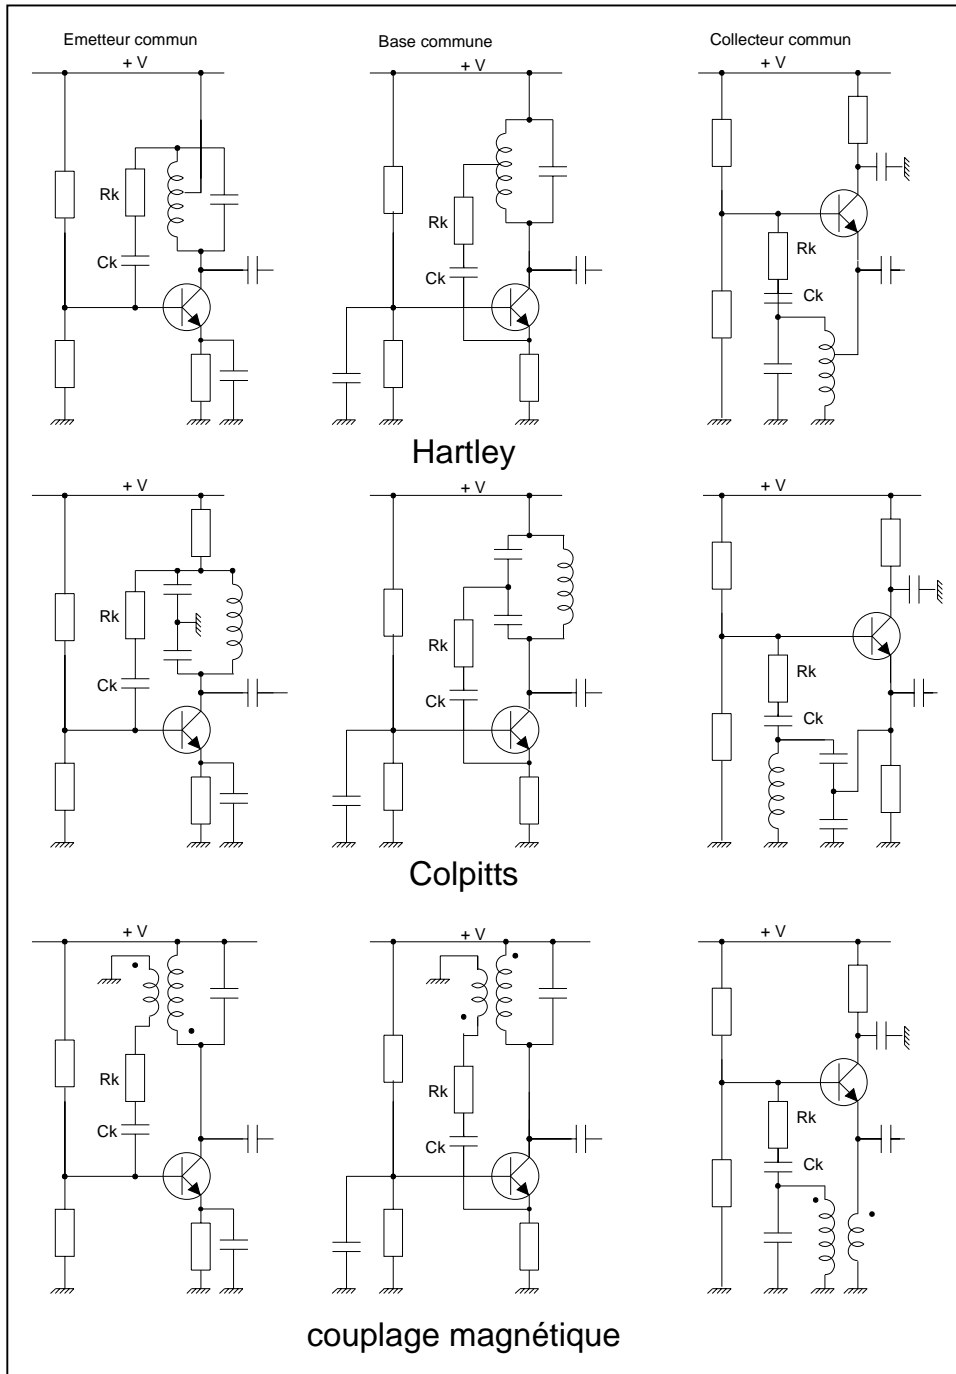 Emetteur commun
Base commune
Collecteur commun
+ V
+ V
+ V
Rk
Ck
Rk
Ck
Rk
Ck
Hartley
+ V
+ V
+ V
Rk
Ck
Rk
Ck
Rk
Ck
Colpitts
+ V
+ V
+ V
Rk
Ck
Rk
Ck
Rk
Ck
couplage magnétique